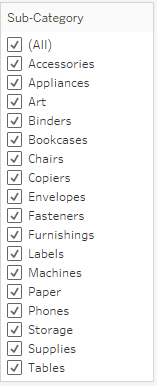 Sub-Category
(All)
Accessories
Appliances
Art
Binders
Bookcases
Chairs
Copiers
Envelopes
Fasteners
Furnishings
Labels
Machines
Paper
Phones
Storage
Supplies
Tables